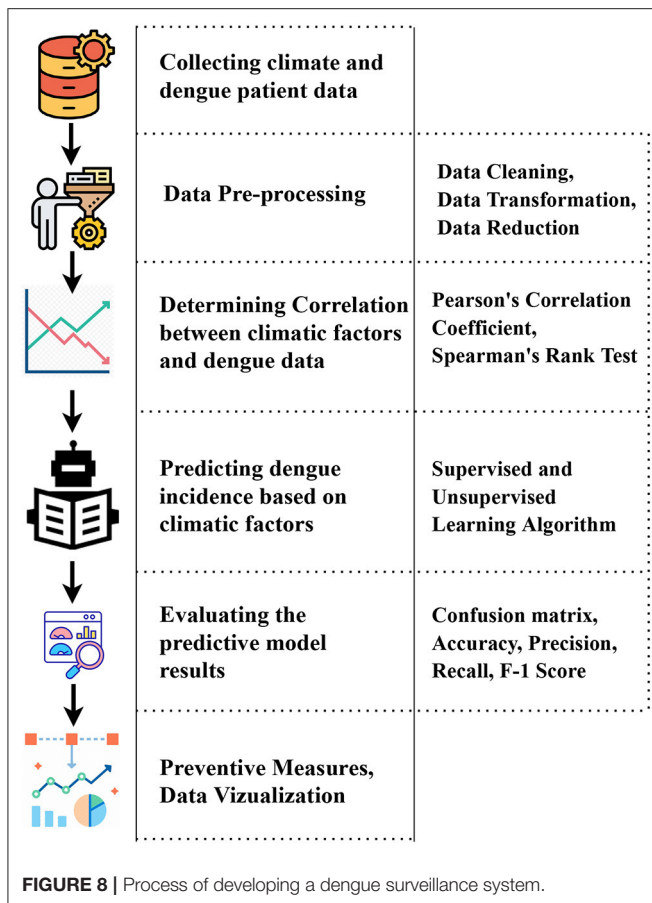 Collecting climate and
dengue patient data
Data Pre-processing
Data Cleaning,
Data Transformation,
Data Reduction
Determining Correlation
between climatic factors
and dengue data
Pearson's Correlation
Coefficient,
Spearman's Rank Test
Predicting dengue
incidence based on
climatic factors
Supervised and
Unsupervised
Learning Algorithm
Evaluating the
predictive model
results
Confusion matrix,
Accuracy, Precision,
Recall, F-1 Score
Preventive Measures,
Data Vizualization
FIGURE 8 | Process of developing a dengue surveillance system.